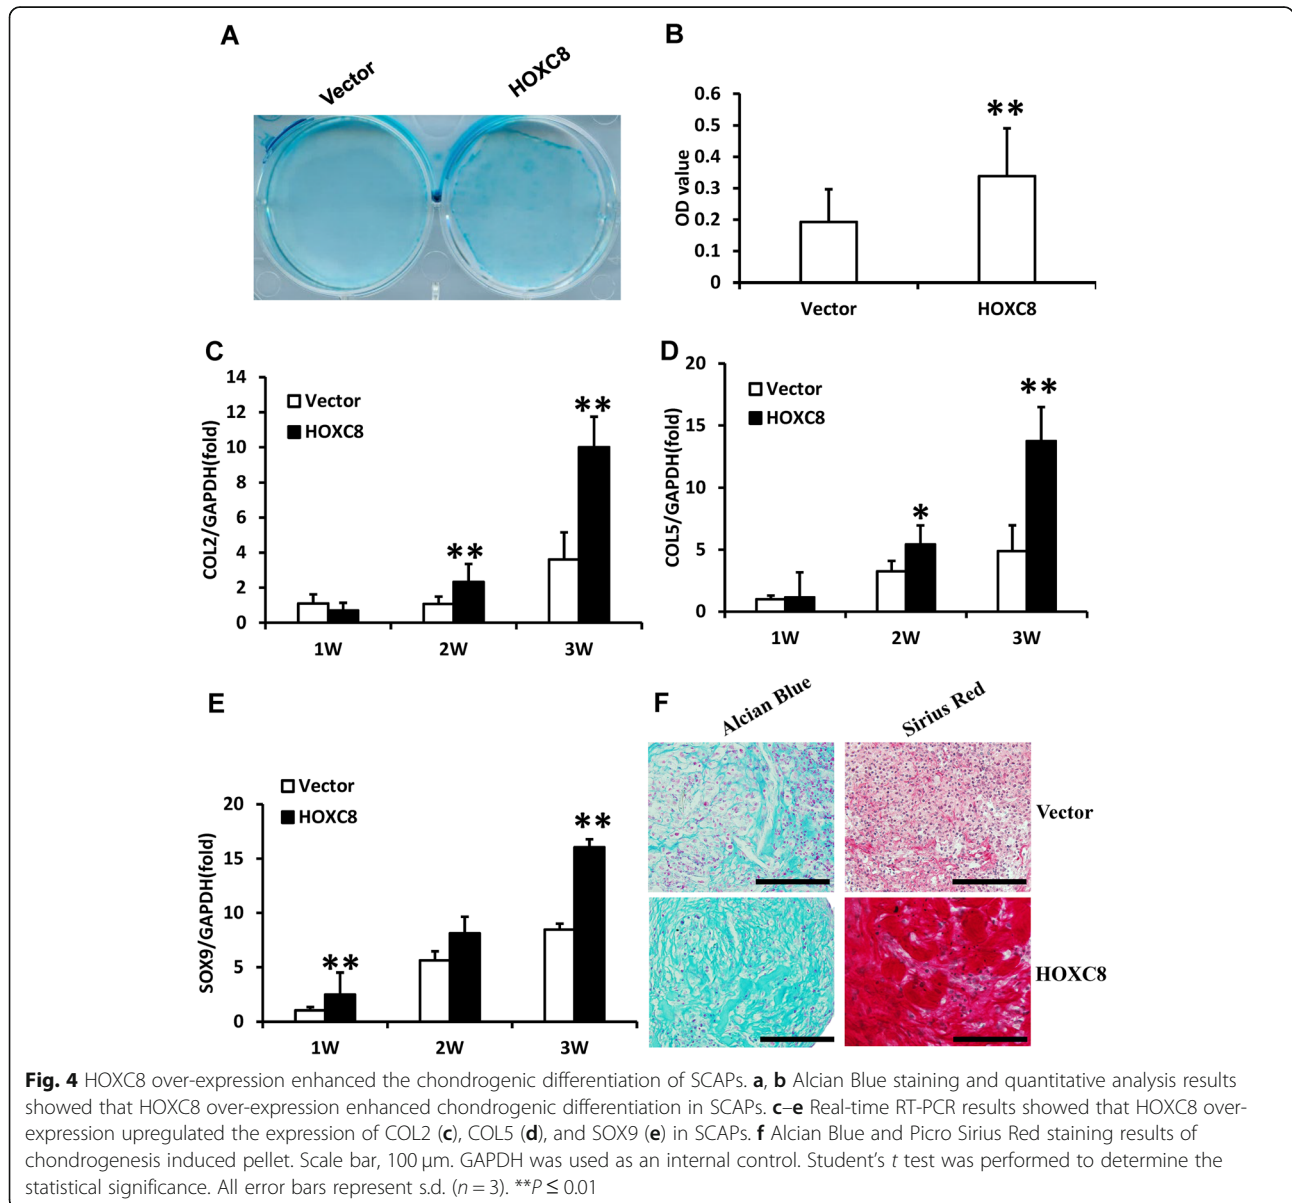 A
Vector HOXC8
B
0.6
0.5
0.4
0.3
0.2
0.1
0
OD value
**
Vector HOXC8
C
14
12
10
8
6
4
2
0
COL2/GAPDH(fold)
Vector
HOXC8
**
**
1W 2W 3W
D
20
15
10
5
0
COL5/GAPDH(fold)
Vector
HOXC8
*
**
1W 2W 3W
E
20
15
10
5
0
SOX9/GAPDH(fold)
Vector
HOXC8
**
**
1W 2W 3W
F
Alcian Blue Sirius Red
Vector
HOXC8
Fig. 4 HOXC8 over-expression enhanced the chondrogenic differentiation of SCAPs. a, b Alcian Blue staining and quantitative analysis results
showed that HOXC8 over-expression enhanced chondrogenic differentiation in SCAPs. c–e Real-time RT-PCR results showed that HOXC8 over-
expression upregulated the expression of COL2 (c), COL5 (d), and SOX9 (e) in SCAPs. f Alcian Blue and Picro Sirius Red staining results of
chondrogenesis induced pellet. Scale bar, 100 μm. GAPDH was used as an internal control. Student's t test was performed to determine the
statistical significance. All error bars represent s.d. (n = 3). **P ≤ 0.01